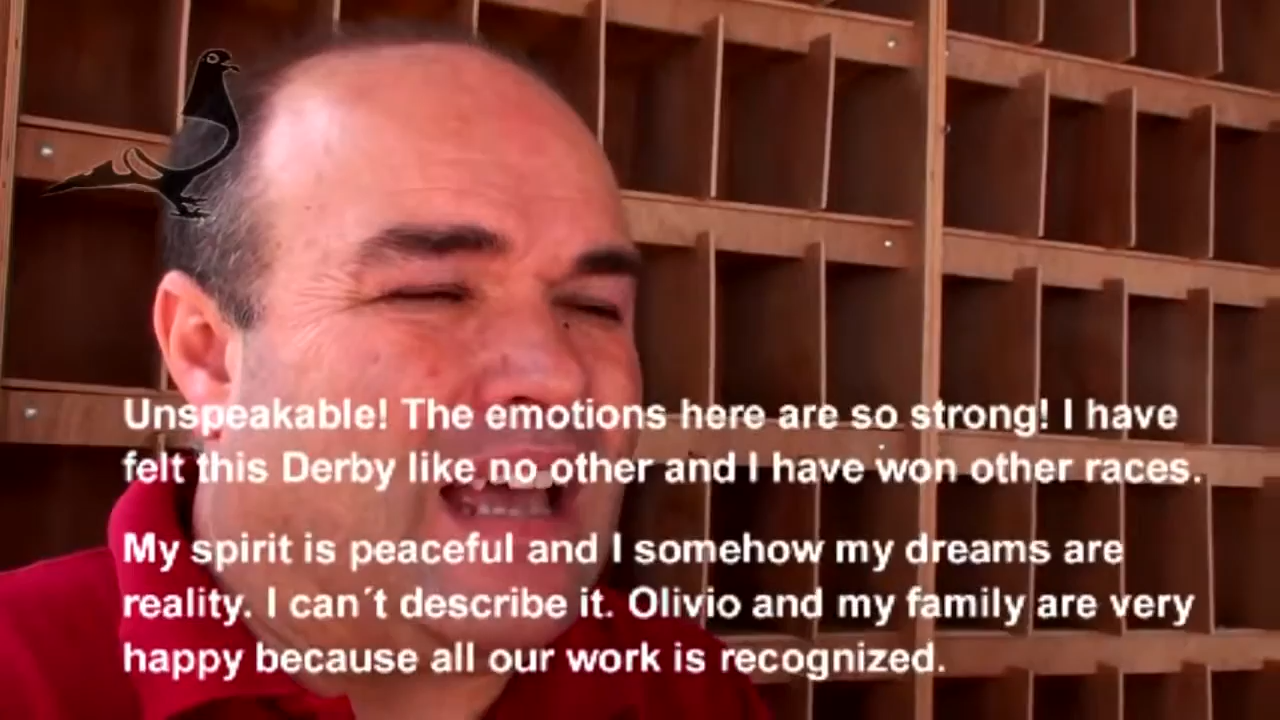 Unspeakable! The emotions here are so strong! I have
felt this Derby like no other and I have won other races.
My spirit is peaceful and I somehow my dreams are
reality. I can´t describe it. Olivio and my family are very
happy because all our work is recognized.